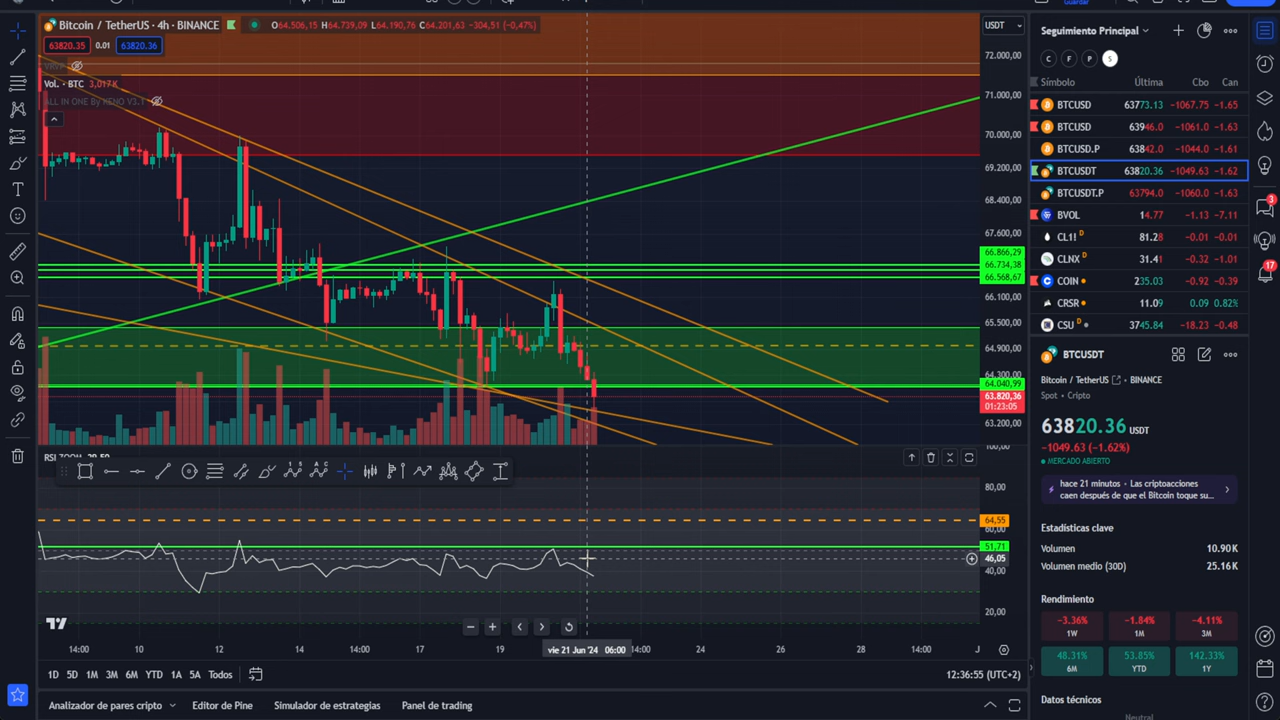 Guardar
Bitcoin / TetherUS · 4h · BINANCE O64.506,15 H64.739,09 L64.190,76 C64.201,63 −304,51 (−0,47%)
63820.35 0.01 63820.36
VRVP
Vol. · BTC 3,017K
ALL IN ONE By XENO V3.1
USDT
72.000,00
71.000,00
70.000,00
69.200,00
68.400,00
67.600,00
66.866,29
66.734,38
66.568,67
66.100,00
65.500,00
64.900,00
64.300,00
64.040,99
63.820,36
01:23:05
63.200,00
100,00
80,00
64,55
60,00
51,71
46,05
40,00
20,00
10 14:00 12 14 14:00 17 19 vie 21 Jun '24 06:00 14:00 24 26 28 14:00 J
1D 5D 1M 3M 6M YTD 1A 5A Todos
12:36:55 (UTC+2)
Analizador de pares cripto Editor de Pine Simulador de estrategias Panel de trading
Seguimiento Principal
C F P S
Símbolo Última Cbo Can
BTCUSD 63773.13 −1067.75 −1.65
BTCUSD 63946.0 −1061.0 −1.63
BTCUSD.P 63842.0 −1044.0 −1.61
BTCUSDT 63820.36 −1049.63 −1.62
BTCUSDT.P 63794.0 −1060.0 −1.63
BVOL 14.77 −1.13 −7.11
CL1! D 81.28 −0.01 −0.01
CLNX D 31.41 −0.32 −1.01
COIN 235.03 −0.92 −0.39
CRSR 11.09 0.09 0.82%
CSU D 3745.84 −18.23 −0.48
BTCUSDT
Bitcoin / TetherUS · BINANCE
Spot • Cripto
63820.36 USDT
−1049.63 (−1.62%)
MERCADO ABIERTO
hace 21 minutos · Las criptoacciones
caen después de que el Bitcoin toque su...
Estadísticas clave
Volumen 10.90K
Volumen medio (30D) 25.16K
Rendimiento
−3.36% −1.84% −4.11%
1W 1M 3M
48.31% 53.85% 142.33%
6M YTD 1Y
Datos técnicos
Neutral
3
17